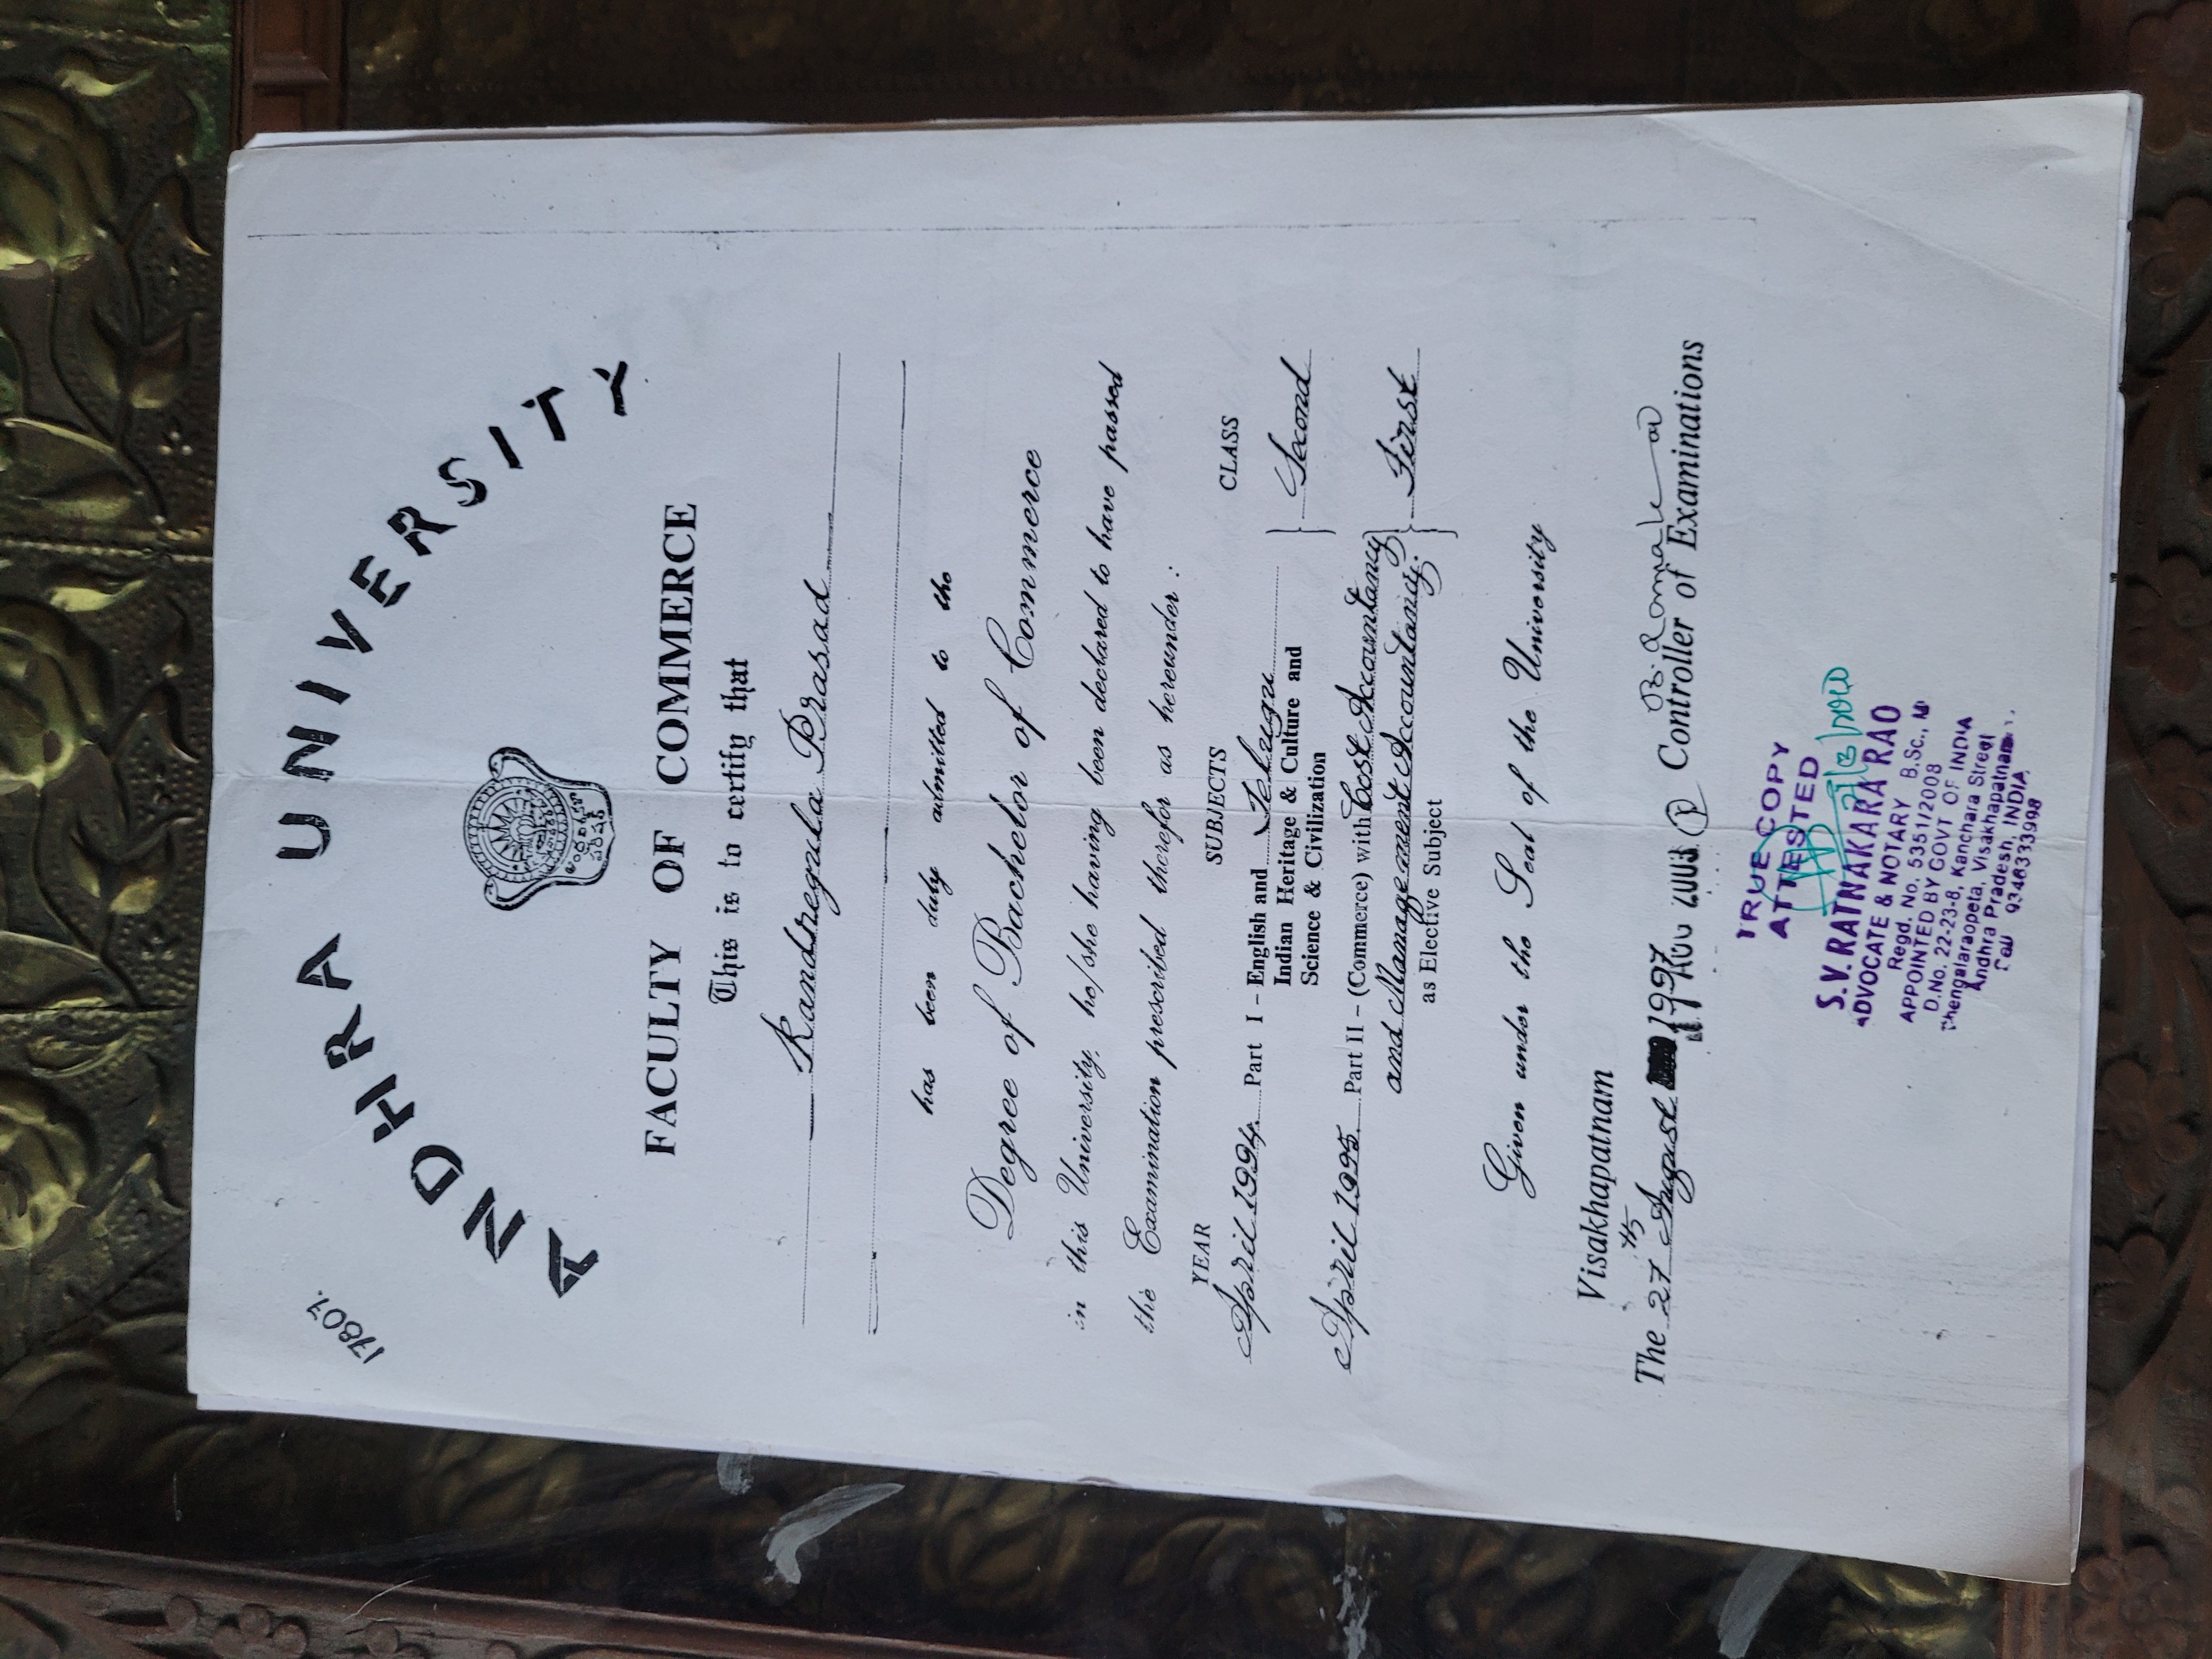 17807.
ANDHRA UNIVERSITY
FACULTY OF COMMERCE
This is to certify that
Kandregula Prasad
has been duly admitted to the
Degree of Bachelor of Commerce
in this University, he/she having been declared to have passed
the Examination prescribed therefor as hereunder :
YEAR SUBJECTS CLASS
April 1994. Part I – English and Telugu
Indian Heritage & Culture and
Science & Civilization } Second
April 1995. Part II – (Commerce) with Cost Accountancy
and Management Accountancy. } First
as Elective Subject
Given under the Seal of the University
Visakhapatnam
The 27th August 1997
B. Ramale
Controller of Examinations
TRUE COPY
ATTESTED
S.V. RATNAKARA RAO
ADVOCATE & NOTARY B.Sc.,
Regd. No. 5351/2008
APPOINTED BY GOVT OF INDIA
D.No. 22-23-8, Kanchara Street
Chengalaraopeta, Visakhapatnam
Andhra Pradesh, INDIA.
Cell 9346333998